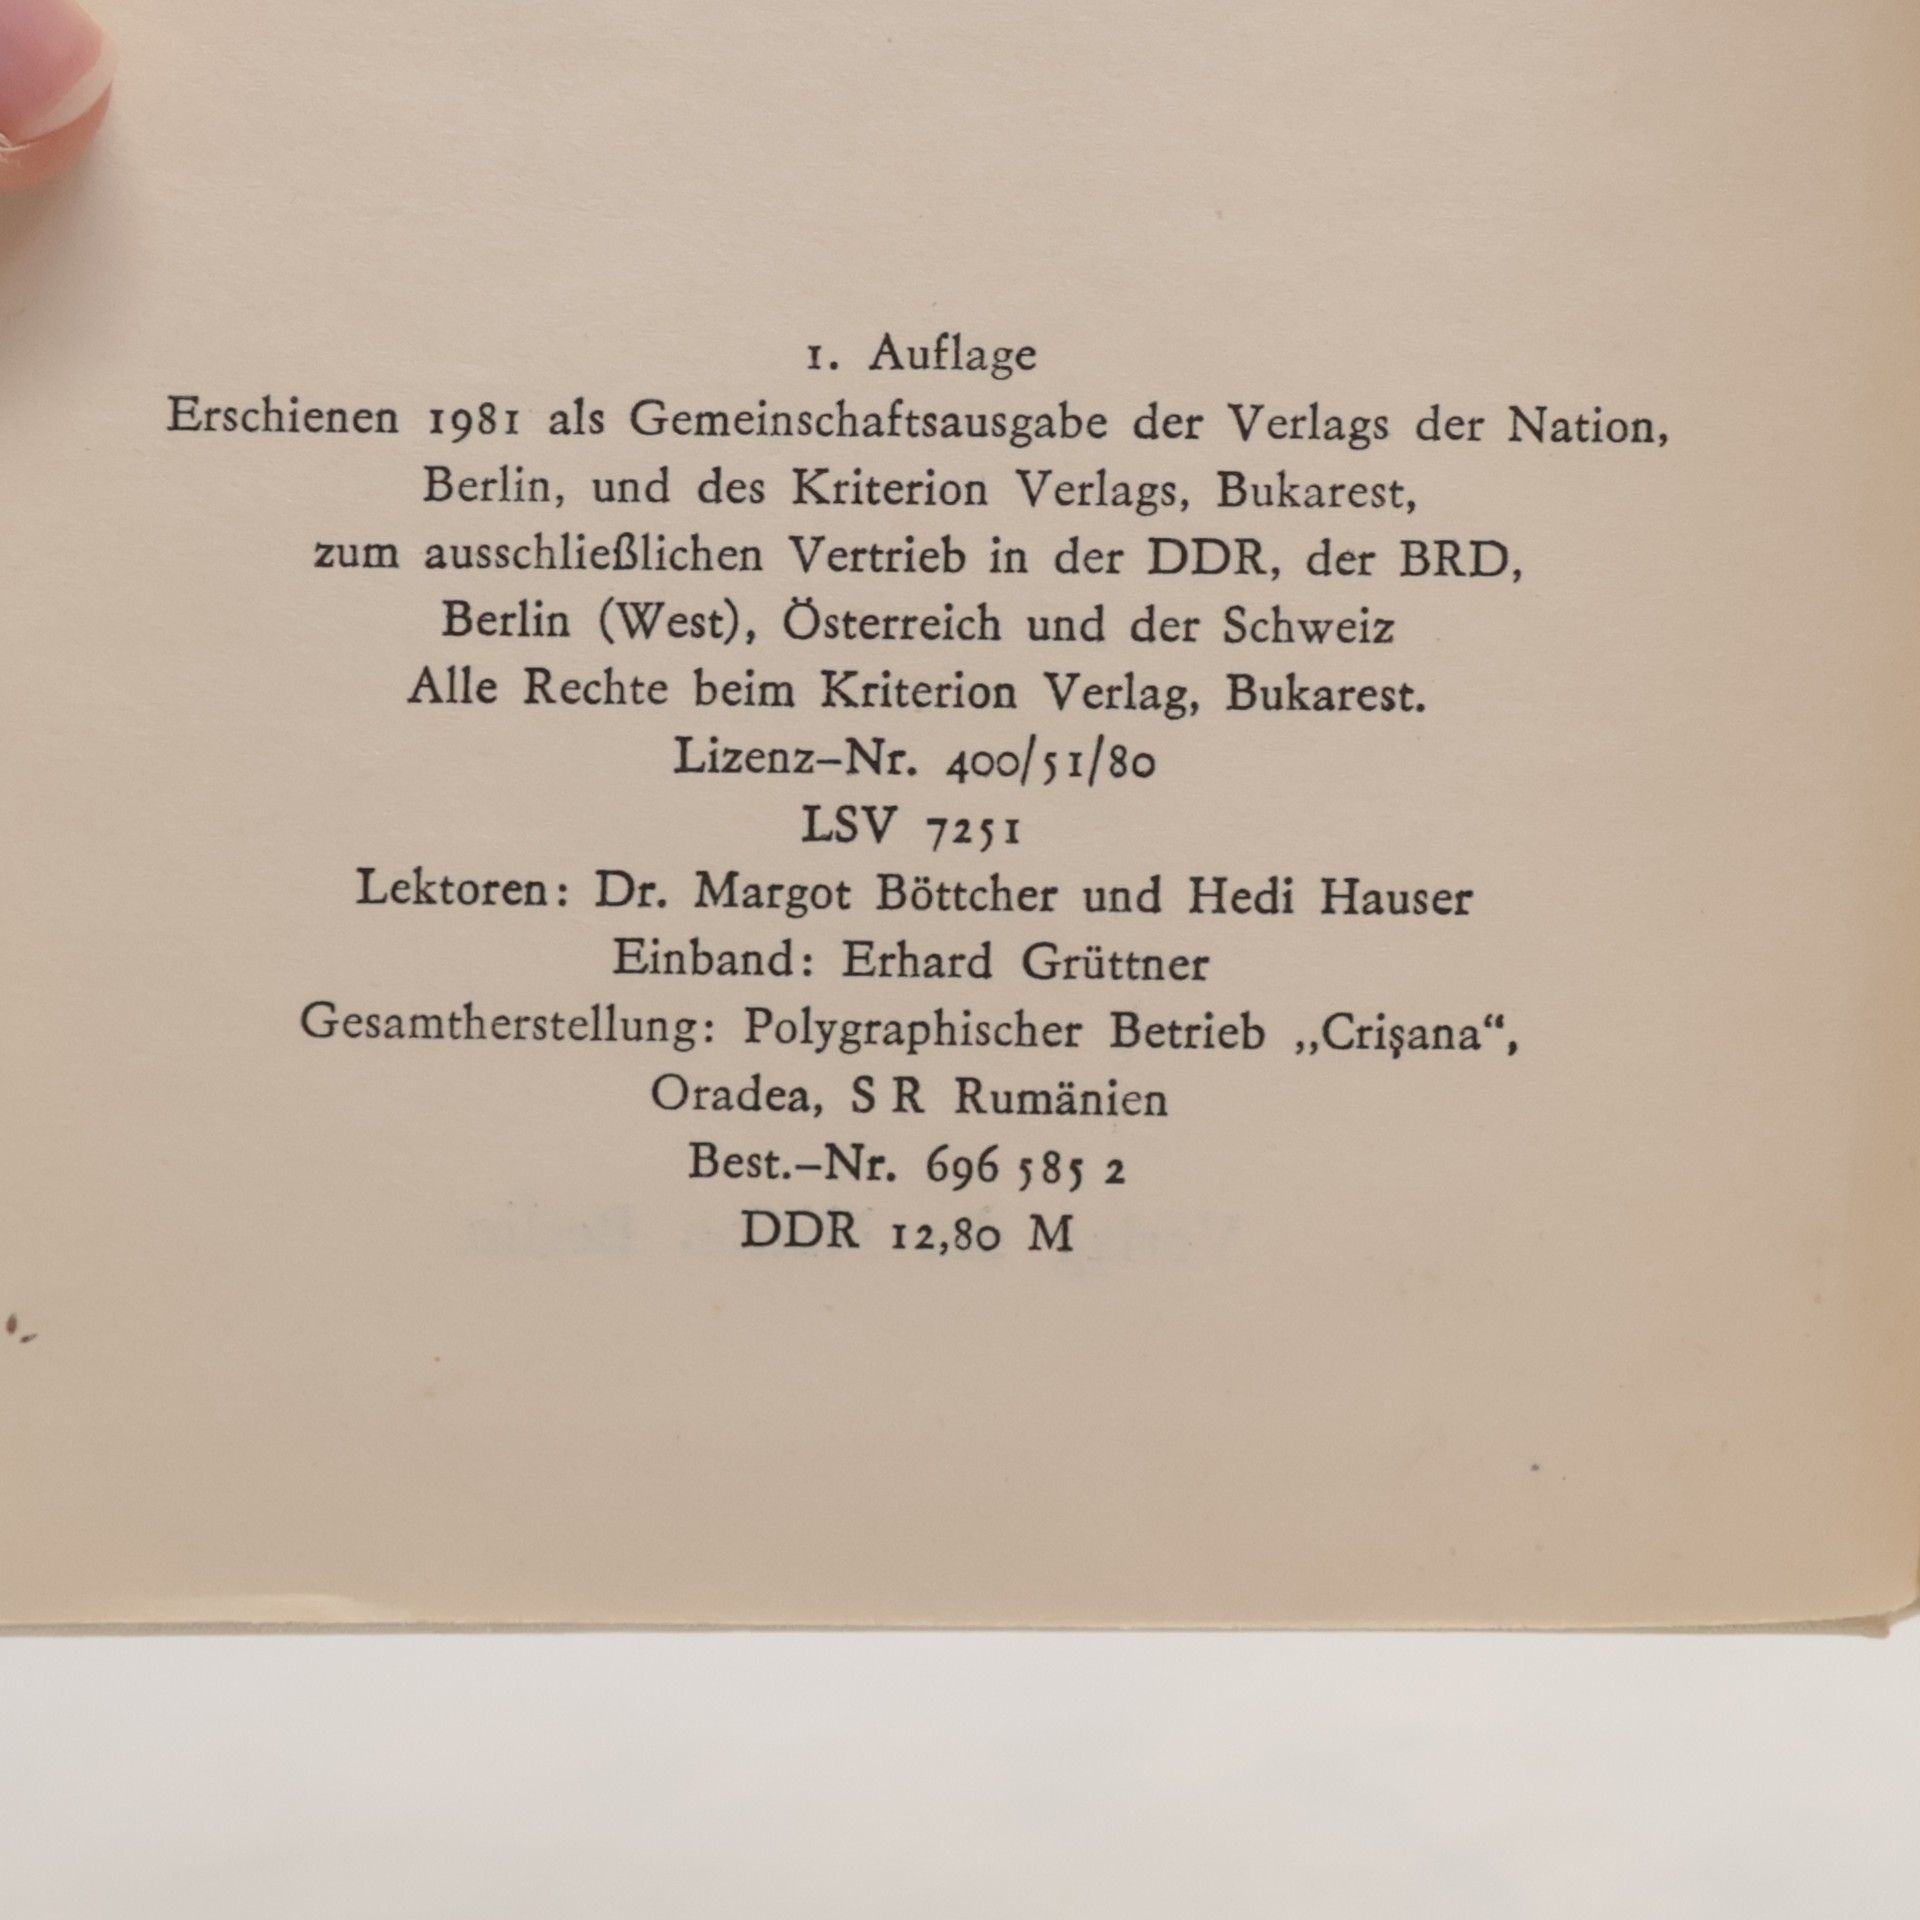 1. Auflage
Erschienen 1981 als Gemeinschaftsausgabe der Verlags der Nation,
Berlin, und des Kriterion Verlags, Bukarest,
zum ausschließlichen Vertrieb in der DDR, der BRD,
Berlin (West), Österreich und der Schweiz
Alle Rechte beim Kriterion Verlag, Bukarest.
Lizenz–Nr. 400/51/80
LSV 7251
Lektoren: Dr. Margot Böttcher und Hedi Hauser
Einband: Erhard Grüttner
Gesamtherstellung: Polygraphischer Betrieb „Crişana“,
Oradea, S R Rumänien
Best.–Nr. 696 585 2
DDR 12,80 M